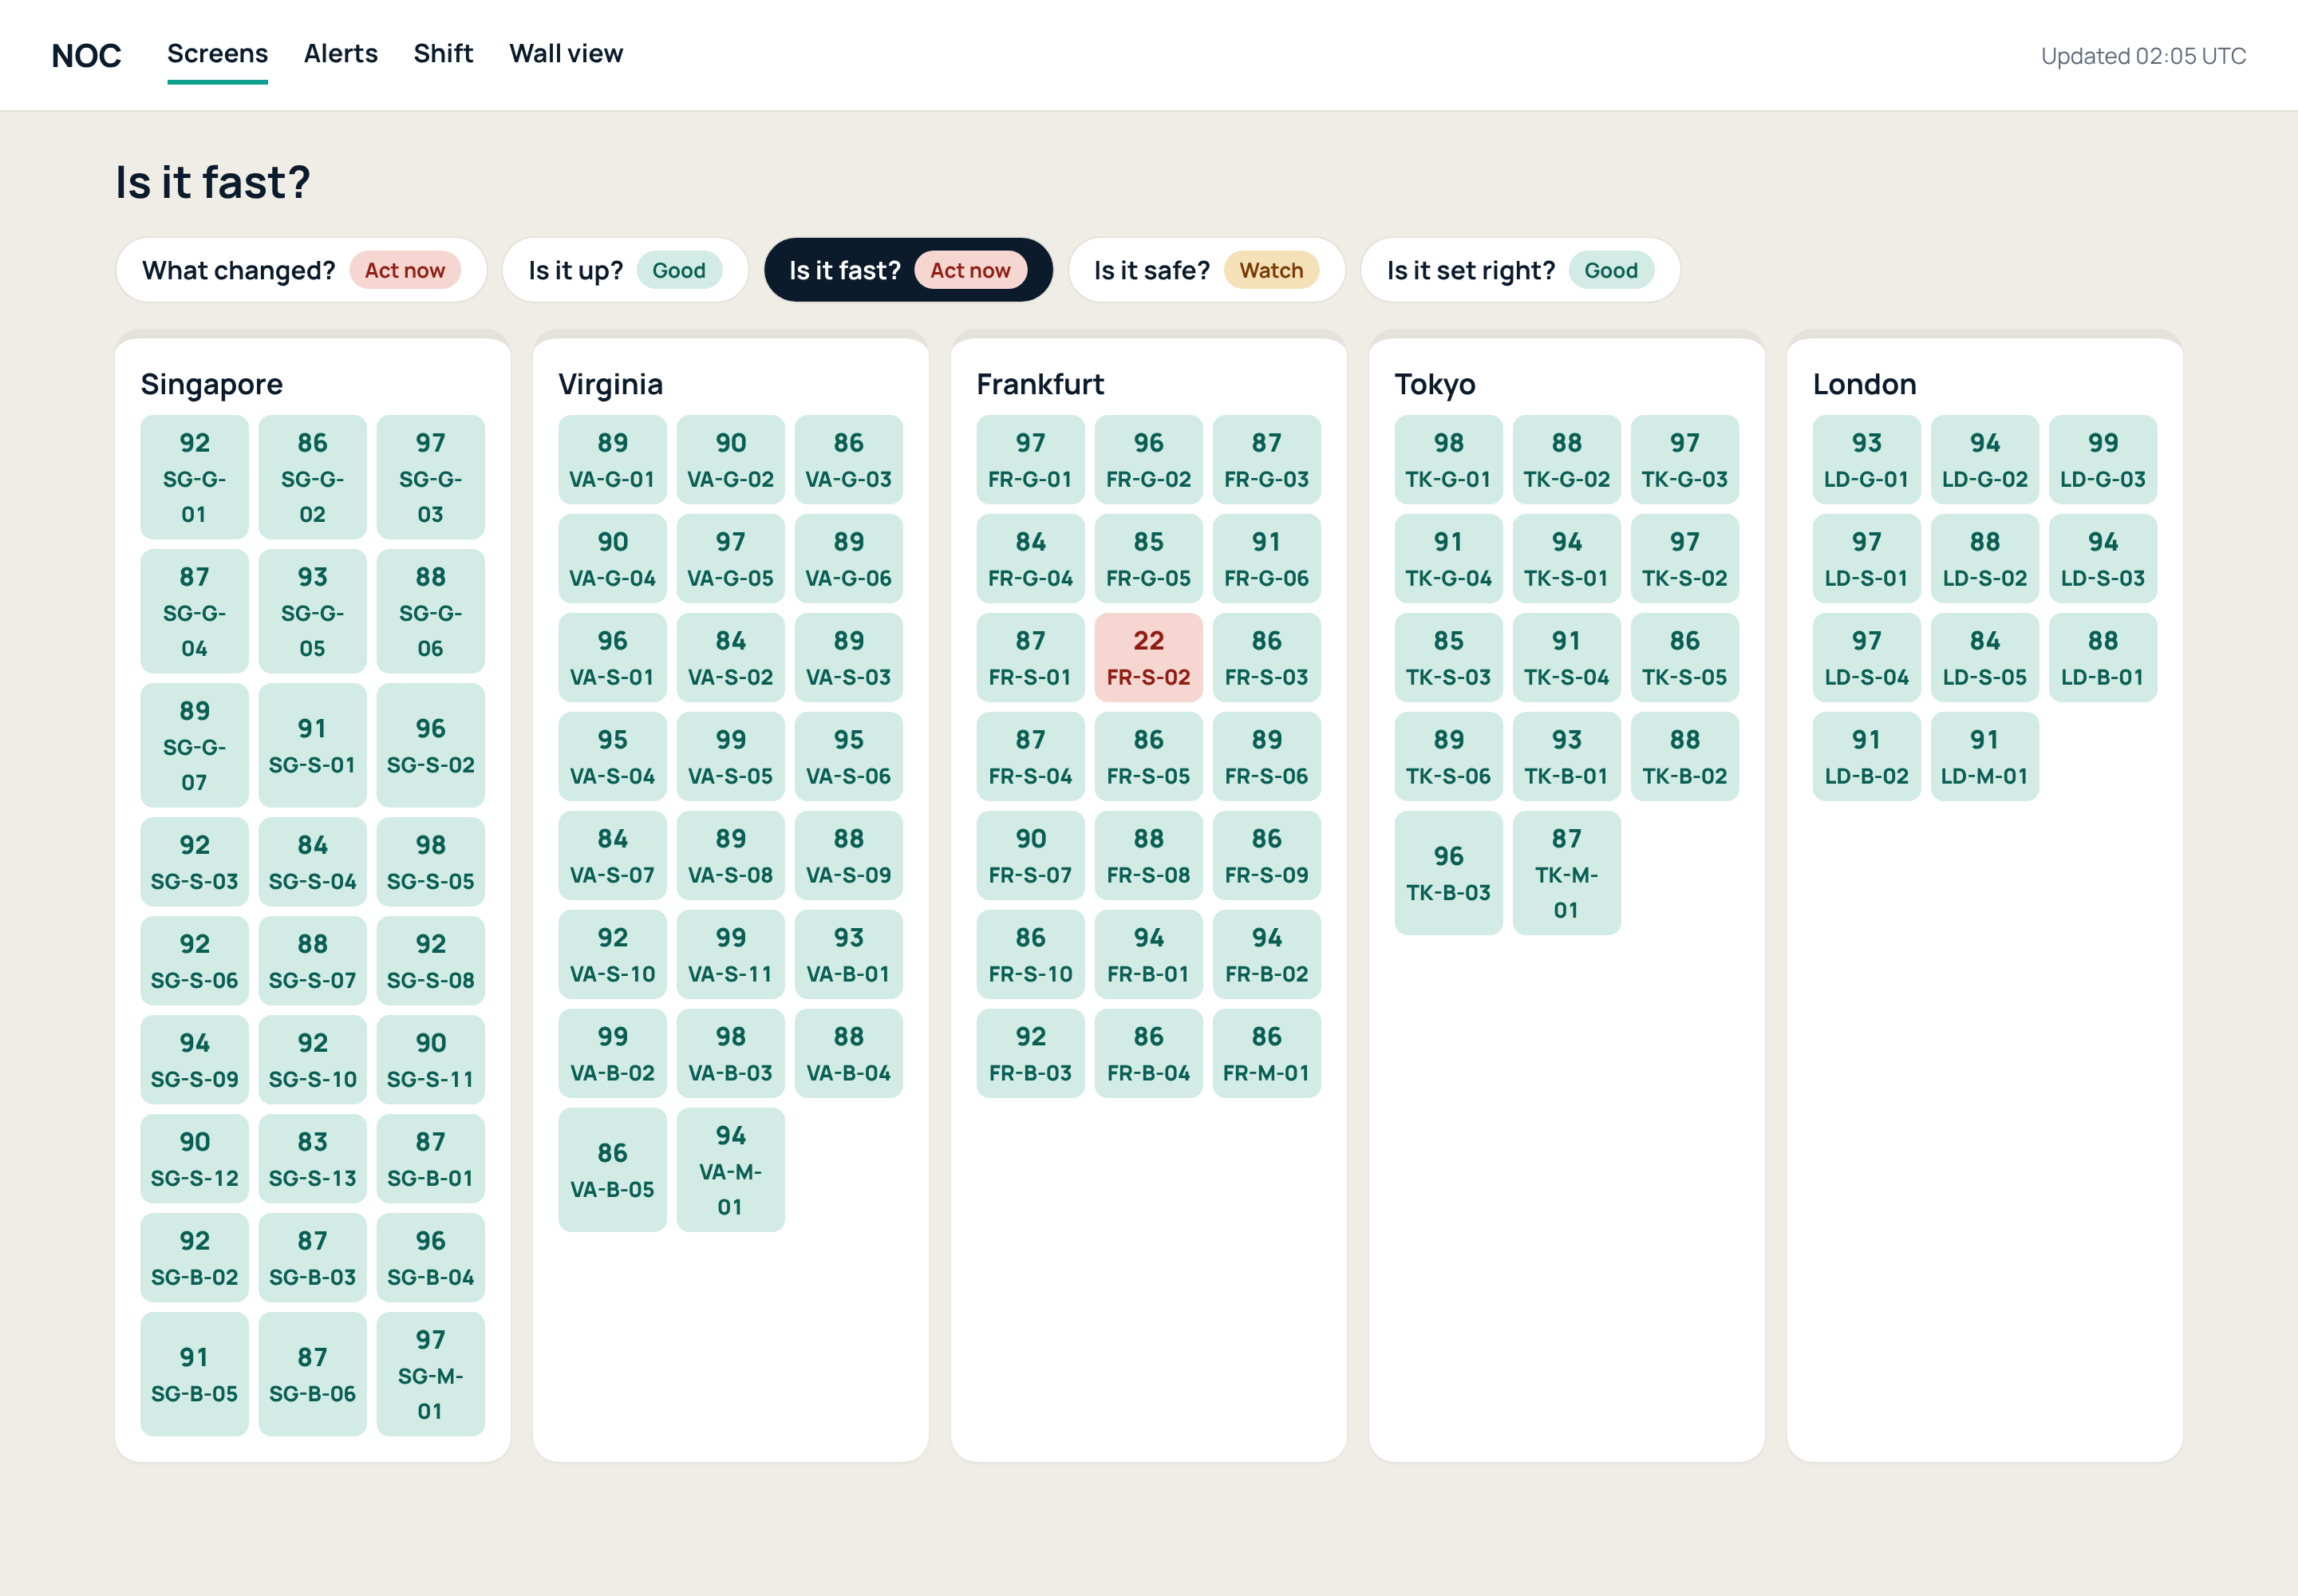 NOC
Screens
Alerts
Shift
Wall view
Updated 02:05 UTC
Is it fast?
What changed? Act now
Is it up? Good
Is it fast? Act now
Is it safe? Watch
Is it set right? Good
Singapore
92
SG-G-
01
86
SG-G-
02
97
SG-G-
03
87
SG-G-
04
93
SG-G-
05
88
SG-G-
06
89
SG-G-
07
91
SG-S-01
96
SG-S-02
92
SG-S-03
84
SG-S-04
98
SG-S-05
92
SG-S-06
88
SG-S-07
92
SG-S-08
94
SG-S-09
92
SG-S-10
90
SG-S-11
90
SG-S-12
83
SG-S-13
87
SG-B-01
92
SG-B-02
87
SG-B-03
96
SG-B-04
91
SG-B-05
87
SG-B-06
97
SG-M-
01
Virginia
89
VA-G-01
90
VA-G-02
86
VA-G-03
90
VA-G-04
97
VA-G-05
89
VA-G-06
96
VA-S-01
84
VA-S-02
89
VA-S-03
95
VA-S-04
99
VA-S-05
95
VA-S-06
84
VA-S-07
89
VA-S-08
88
VA-S-09
92
VA-S-10
99
VA-S-11
93
VA-B-01
99
VA-B-02
98
VA-B-03
88
VA-B-04
86
VA-B-05
94
VA-M-
01
Frankfurt
97
FR-G-01
96
FR-G-02
87
FR-G-03
84
FR-G-04
85
FR-G-05
91
FR-G-06
87
FR-S-01
22
FR-S-02
86
FR-S-03
87
FR-S-04
86
FR-S-05
89
FR-S-06
90
FR-S-07
88
FR-S-08
86
FR-S-09
86
FR-S-10
94
FR-B-01
94
FR-B-02
92
FR-B-03
86
FR-B-04
86
FR-M-01
Tokyo
98
TK-G-01
88
TK-G-02
97
TK-G-03
91
TK-G-04
94
TK-S-01
97
TK-S-02
85
TK-S-03
91
TK-S-04
86
TK-S-05
89
TK-S-06
93
TK-B-01
88
TK-B-02
96
TK-B-03
87
TK-M-
01
London
93
LD-G-01
94
LD-G-02
99
LD-G-03
97
LD-S-01
88
LD-S-02
94
LD-S-03
97
LD-S-04
84
LD-S-05
88
LD-B-01
91
LD-B-02
91
LD-M-01